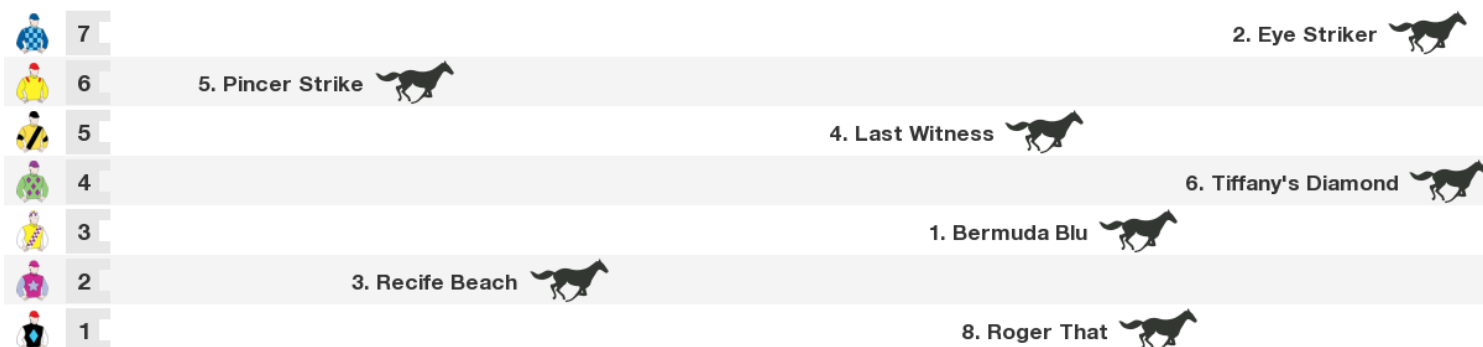 7 2. Eye Striker
6 5. Pincer Strike
5 4. Last Witness
4 6. Tiffany's Diamond
3 1. Bermuda Blu
2 3. Recife Beach
1 8. Roger That